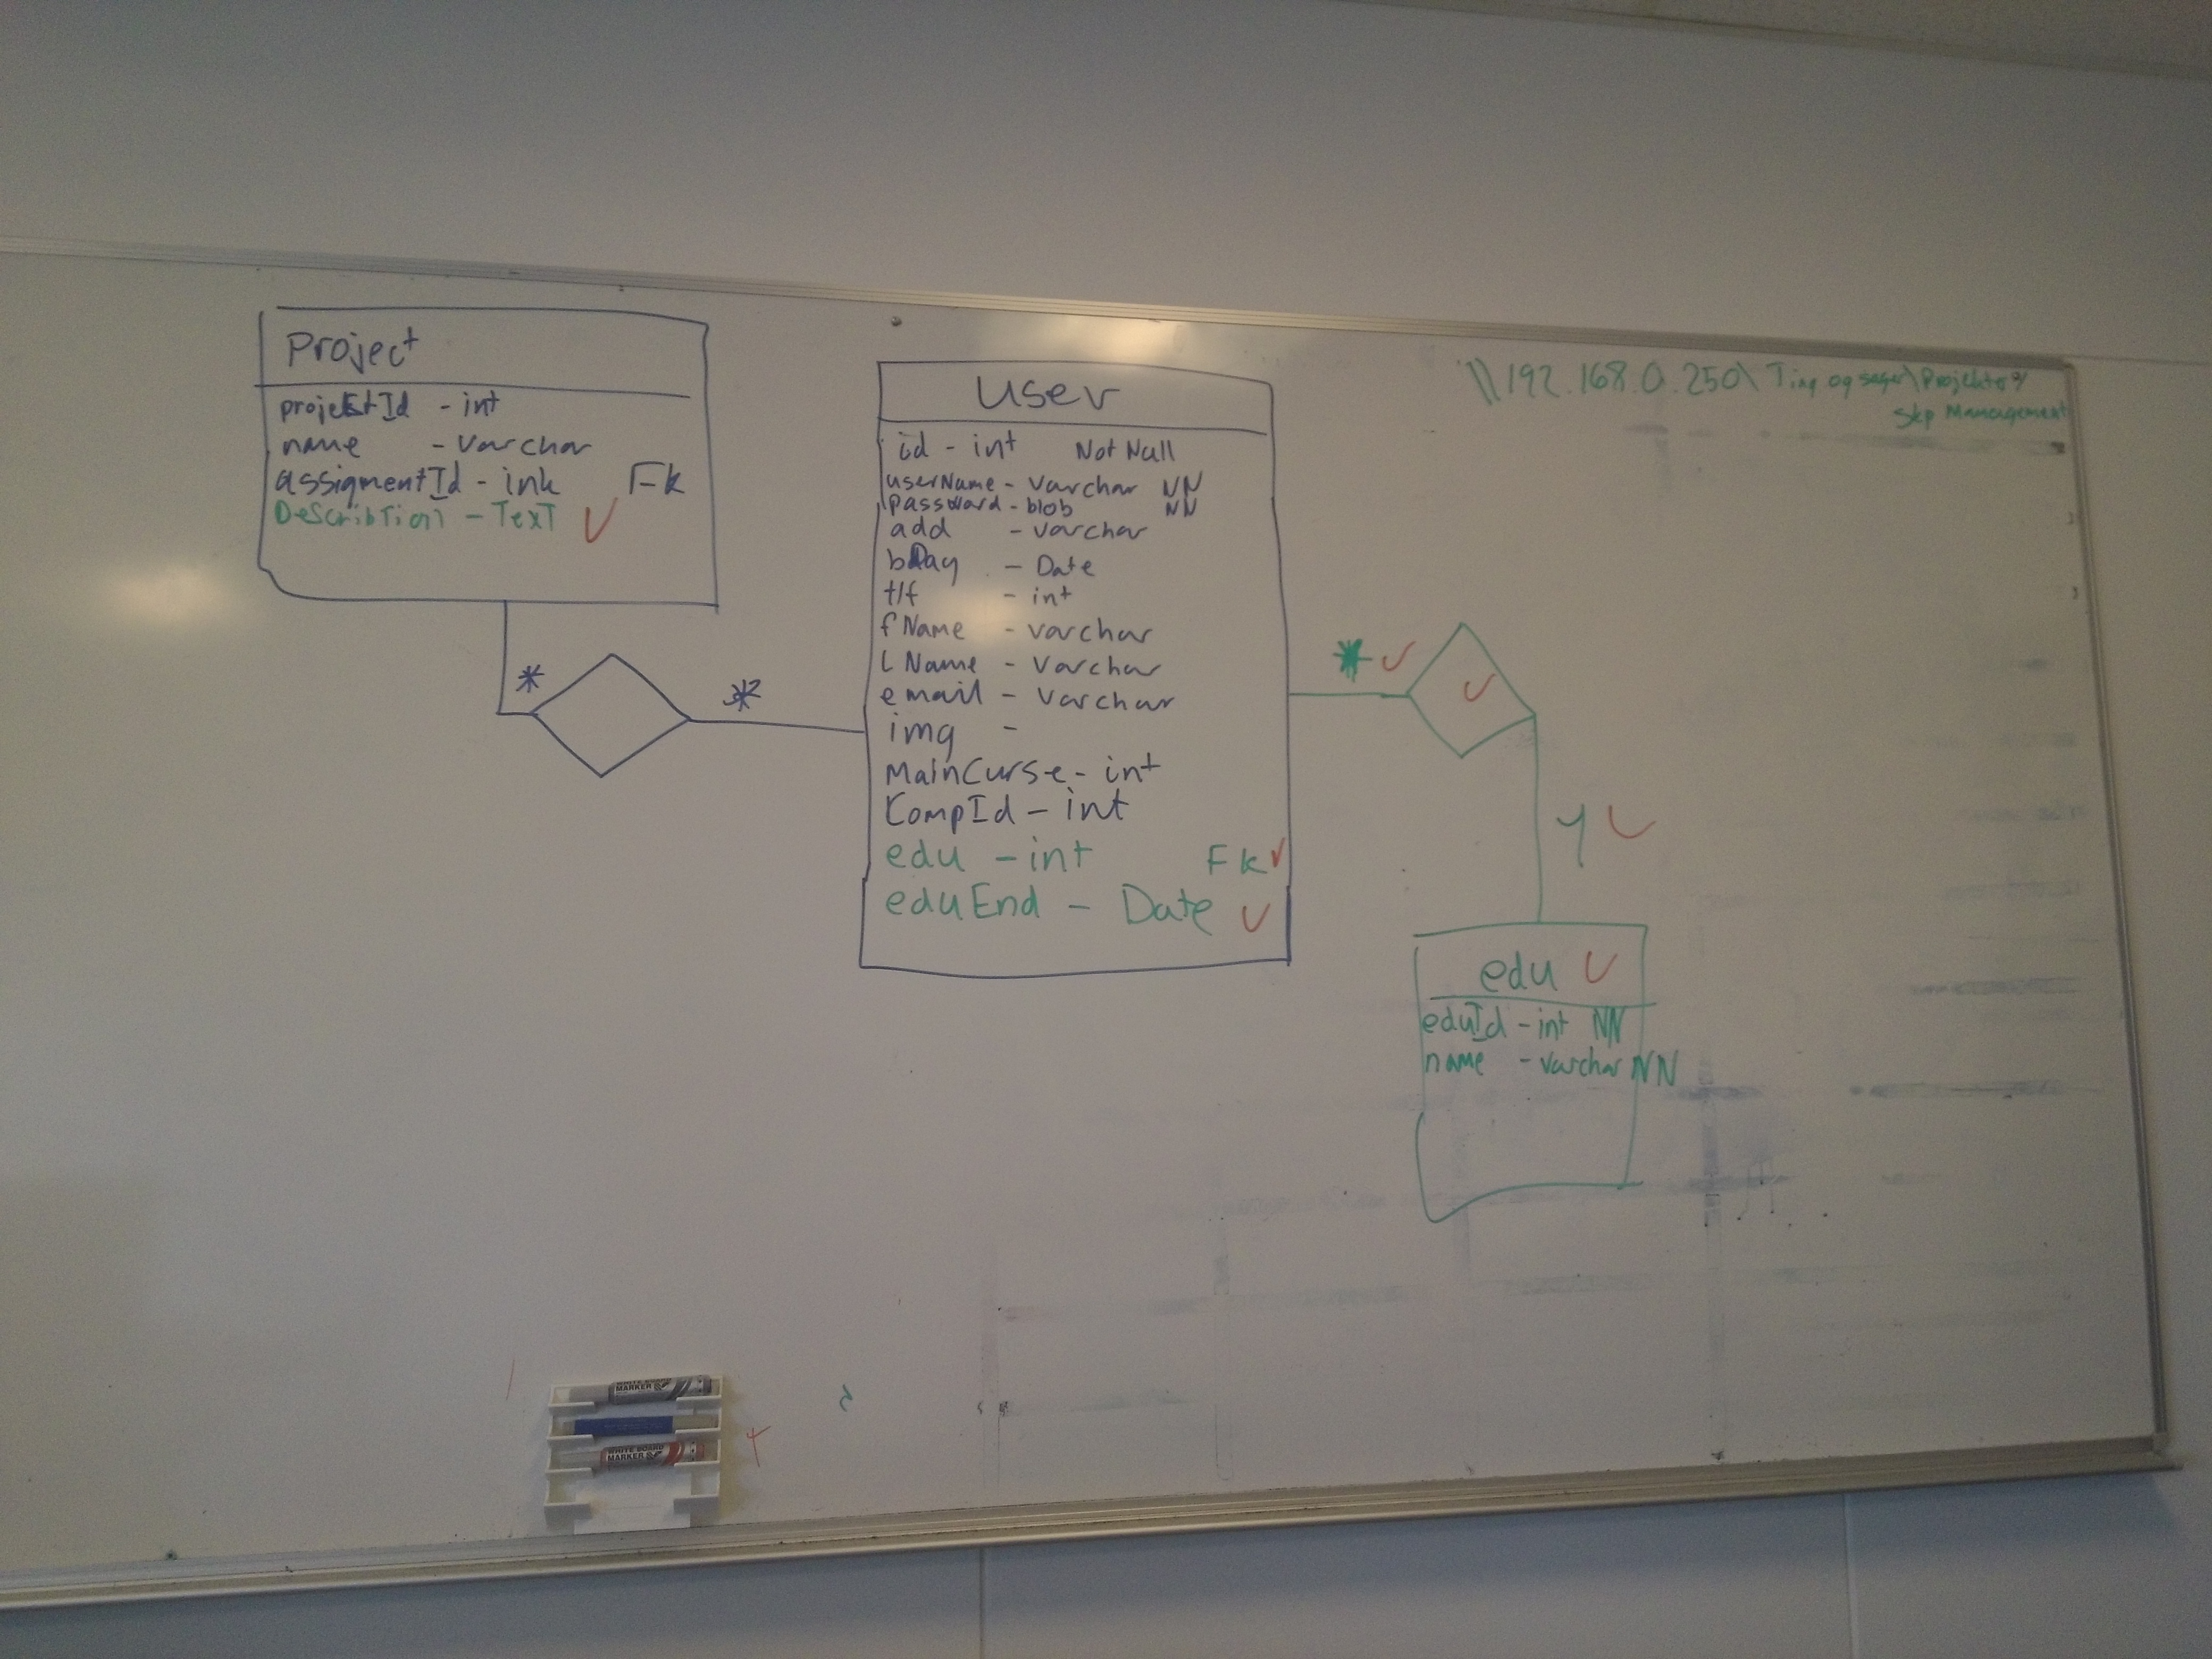 Project
projektId - int
name - varchar
assigmentId - ink FK
Describtion - Text
*
*
User
id - int Not Null
userName - varchar NN
password - blob NN
add - varchar
bDay - Date
tlf - int
fName - varchar
LName - varchar
email - varchar
img -
MainCurse - int
CompId - int
edu - int FK
eduEnd - Date
\\192.168.0.250\Ting og sager\Projekter\
Skp Management
*
edu
eduId - int NN
name - varchar NN
WHITE BOARD
MARKER
WHITE BOARD
MARKER